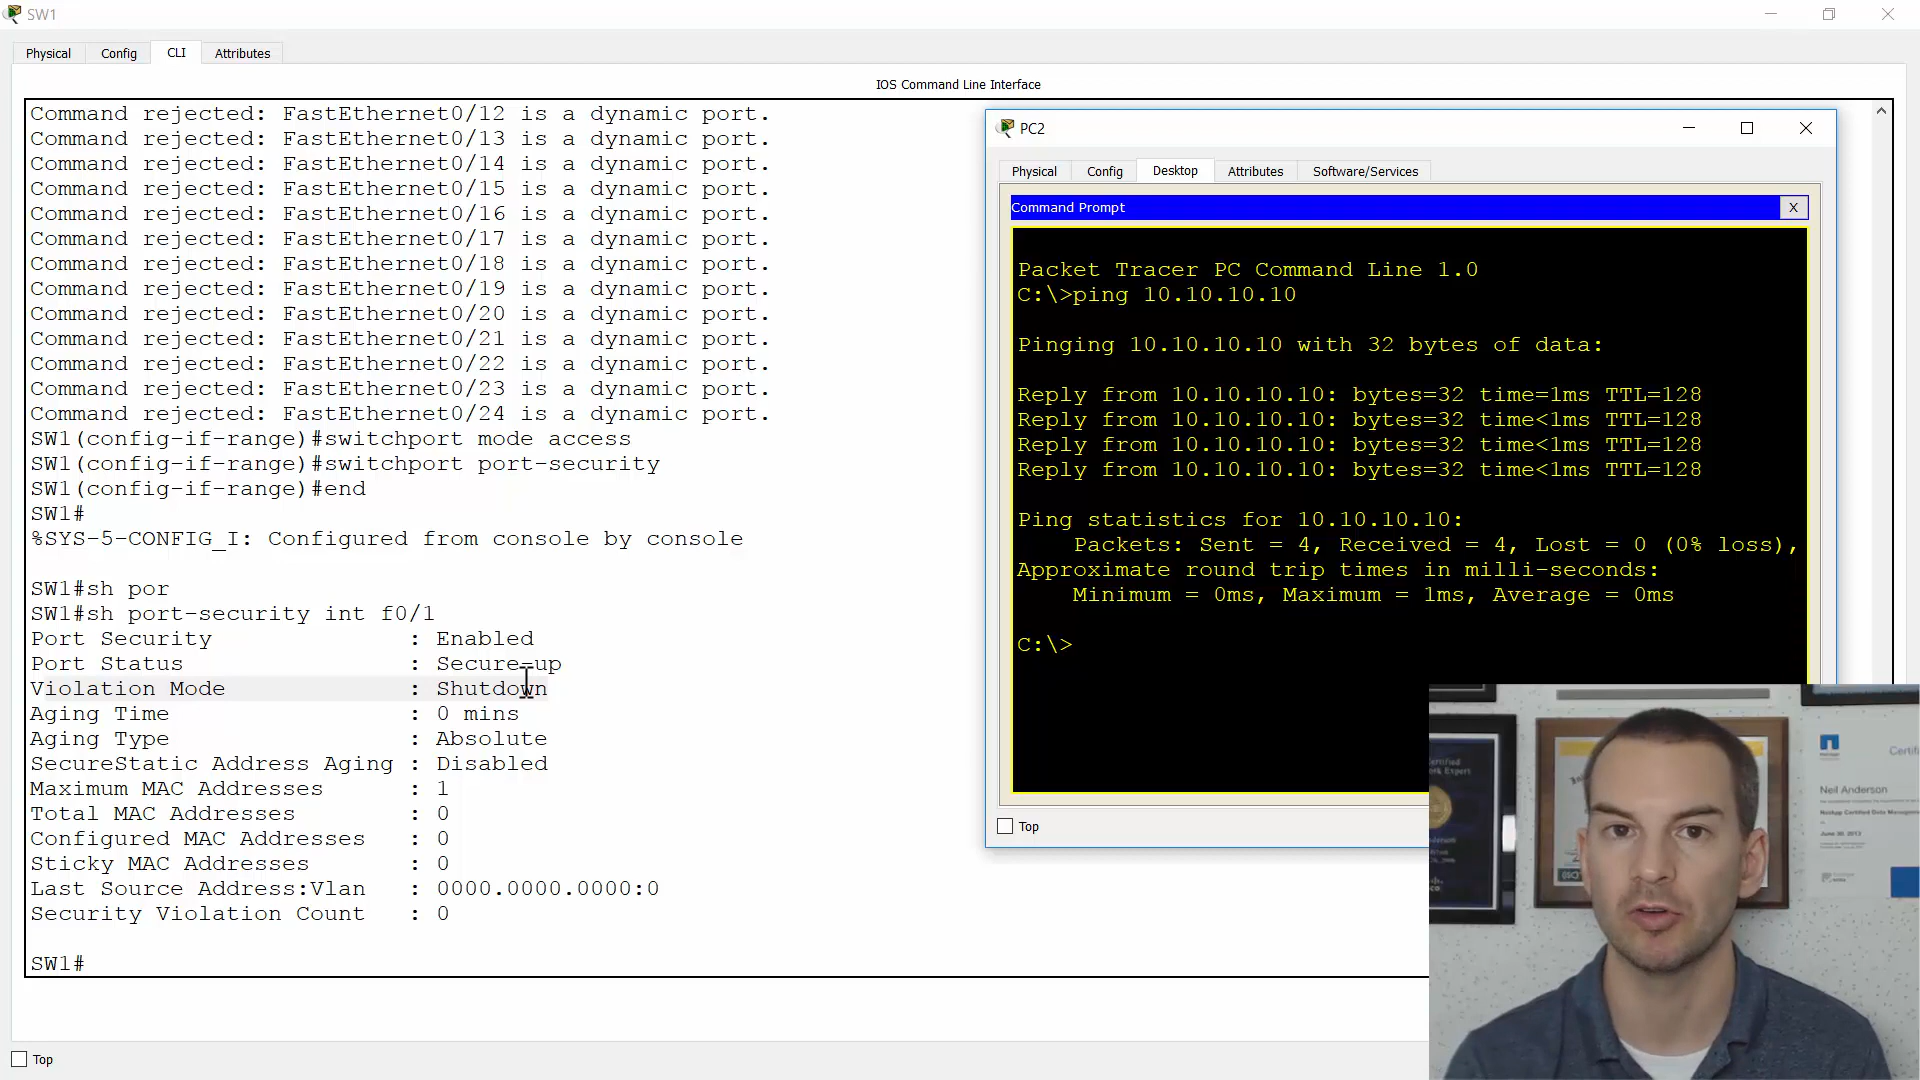 SW1
Physical
Config
CLI
Attributes
IOS Command Line Interface
Command rejected: FastEthernet0/12 is a dynamic port.
Command rejected: FastEthernet0/13 is a dynamic port.
Command rejected: FastEthernet0/14 is a dynamic port.
Command rejected: FastEthernet0/15 is a dynamic port.
Command rejected: FastEthernet0/16 is a dynamic port.
Command rejected: FastEthernet0/17 is a dynamic port.
Command rejected: FastEthernet0/18 is a dynamic port.
Command rejected: FastEthernet0/19 is a dynamic port.
Command rejected: FastEthernet0/20 is a dynamic port.
Command rejected: FastEthernet0/21 is a dynamic port.
Command rejected: FastEthernet0/22 is a dynamic port.
Command rejected: FastEthernet0/23 is a dynamic port.
Command rejected: FastEthernet0/24 is a dynamic port.
SW1(config-if-range)#switchport mode access
SW1(config-if-range)#switchport port-security
SW1(config-if-range)#end
SW1#
%SYS-5-CONFIG_I: Configured from console by console
SW1#sh por
SW1#sh port-security int f0/1
Port Security : Enabled
Port Status : Secure-up
Violation Mode : Shutdown
Aging Time : 0 mins
Aging Type : Absolute
SecureStatic Address Aging : Disabled
Maximum MAC Addresses : 1
Total MAC Addresses : 0
Configured MAC Addresses : 0
Sticky MAC Addresses : 0
Last Source Address:Vlan : 0000.0000.0000:0
Security Violation Count : 0
SW1#
Top
PC2
Physical
Config
Desktop
Attributes
Software/Services
Command Prompt
X
Packet Tracer PC Command Line 1.0
C:\>ping 10.10.10.10
Pinging 10.10.10.10 with 32 bytes of data:
Reply from 10.10.10.10: bytes=32 time=1ms TTL=128
Reply from 10.10.10.10: bytes=32 time<1ms TTL=128
Reply from 10.10.10.10: bytes=32 time<1ms TTL=128
Reply from 10.10.10.10: bytes=32 time<1ms TTL=128
Ping statistics for 10.10.10.10:
Packets: Sent = 4, Received = 4, Lost = 0 (0% loss),
Approximate round trip times in milli-seconds:
Minimum = 0ms, Maximum = 1ms, Average = 0ms
C:\>
Top
Neil Anderson